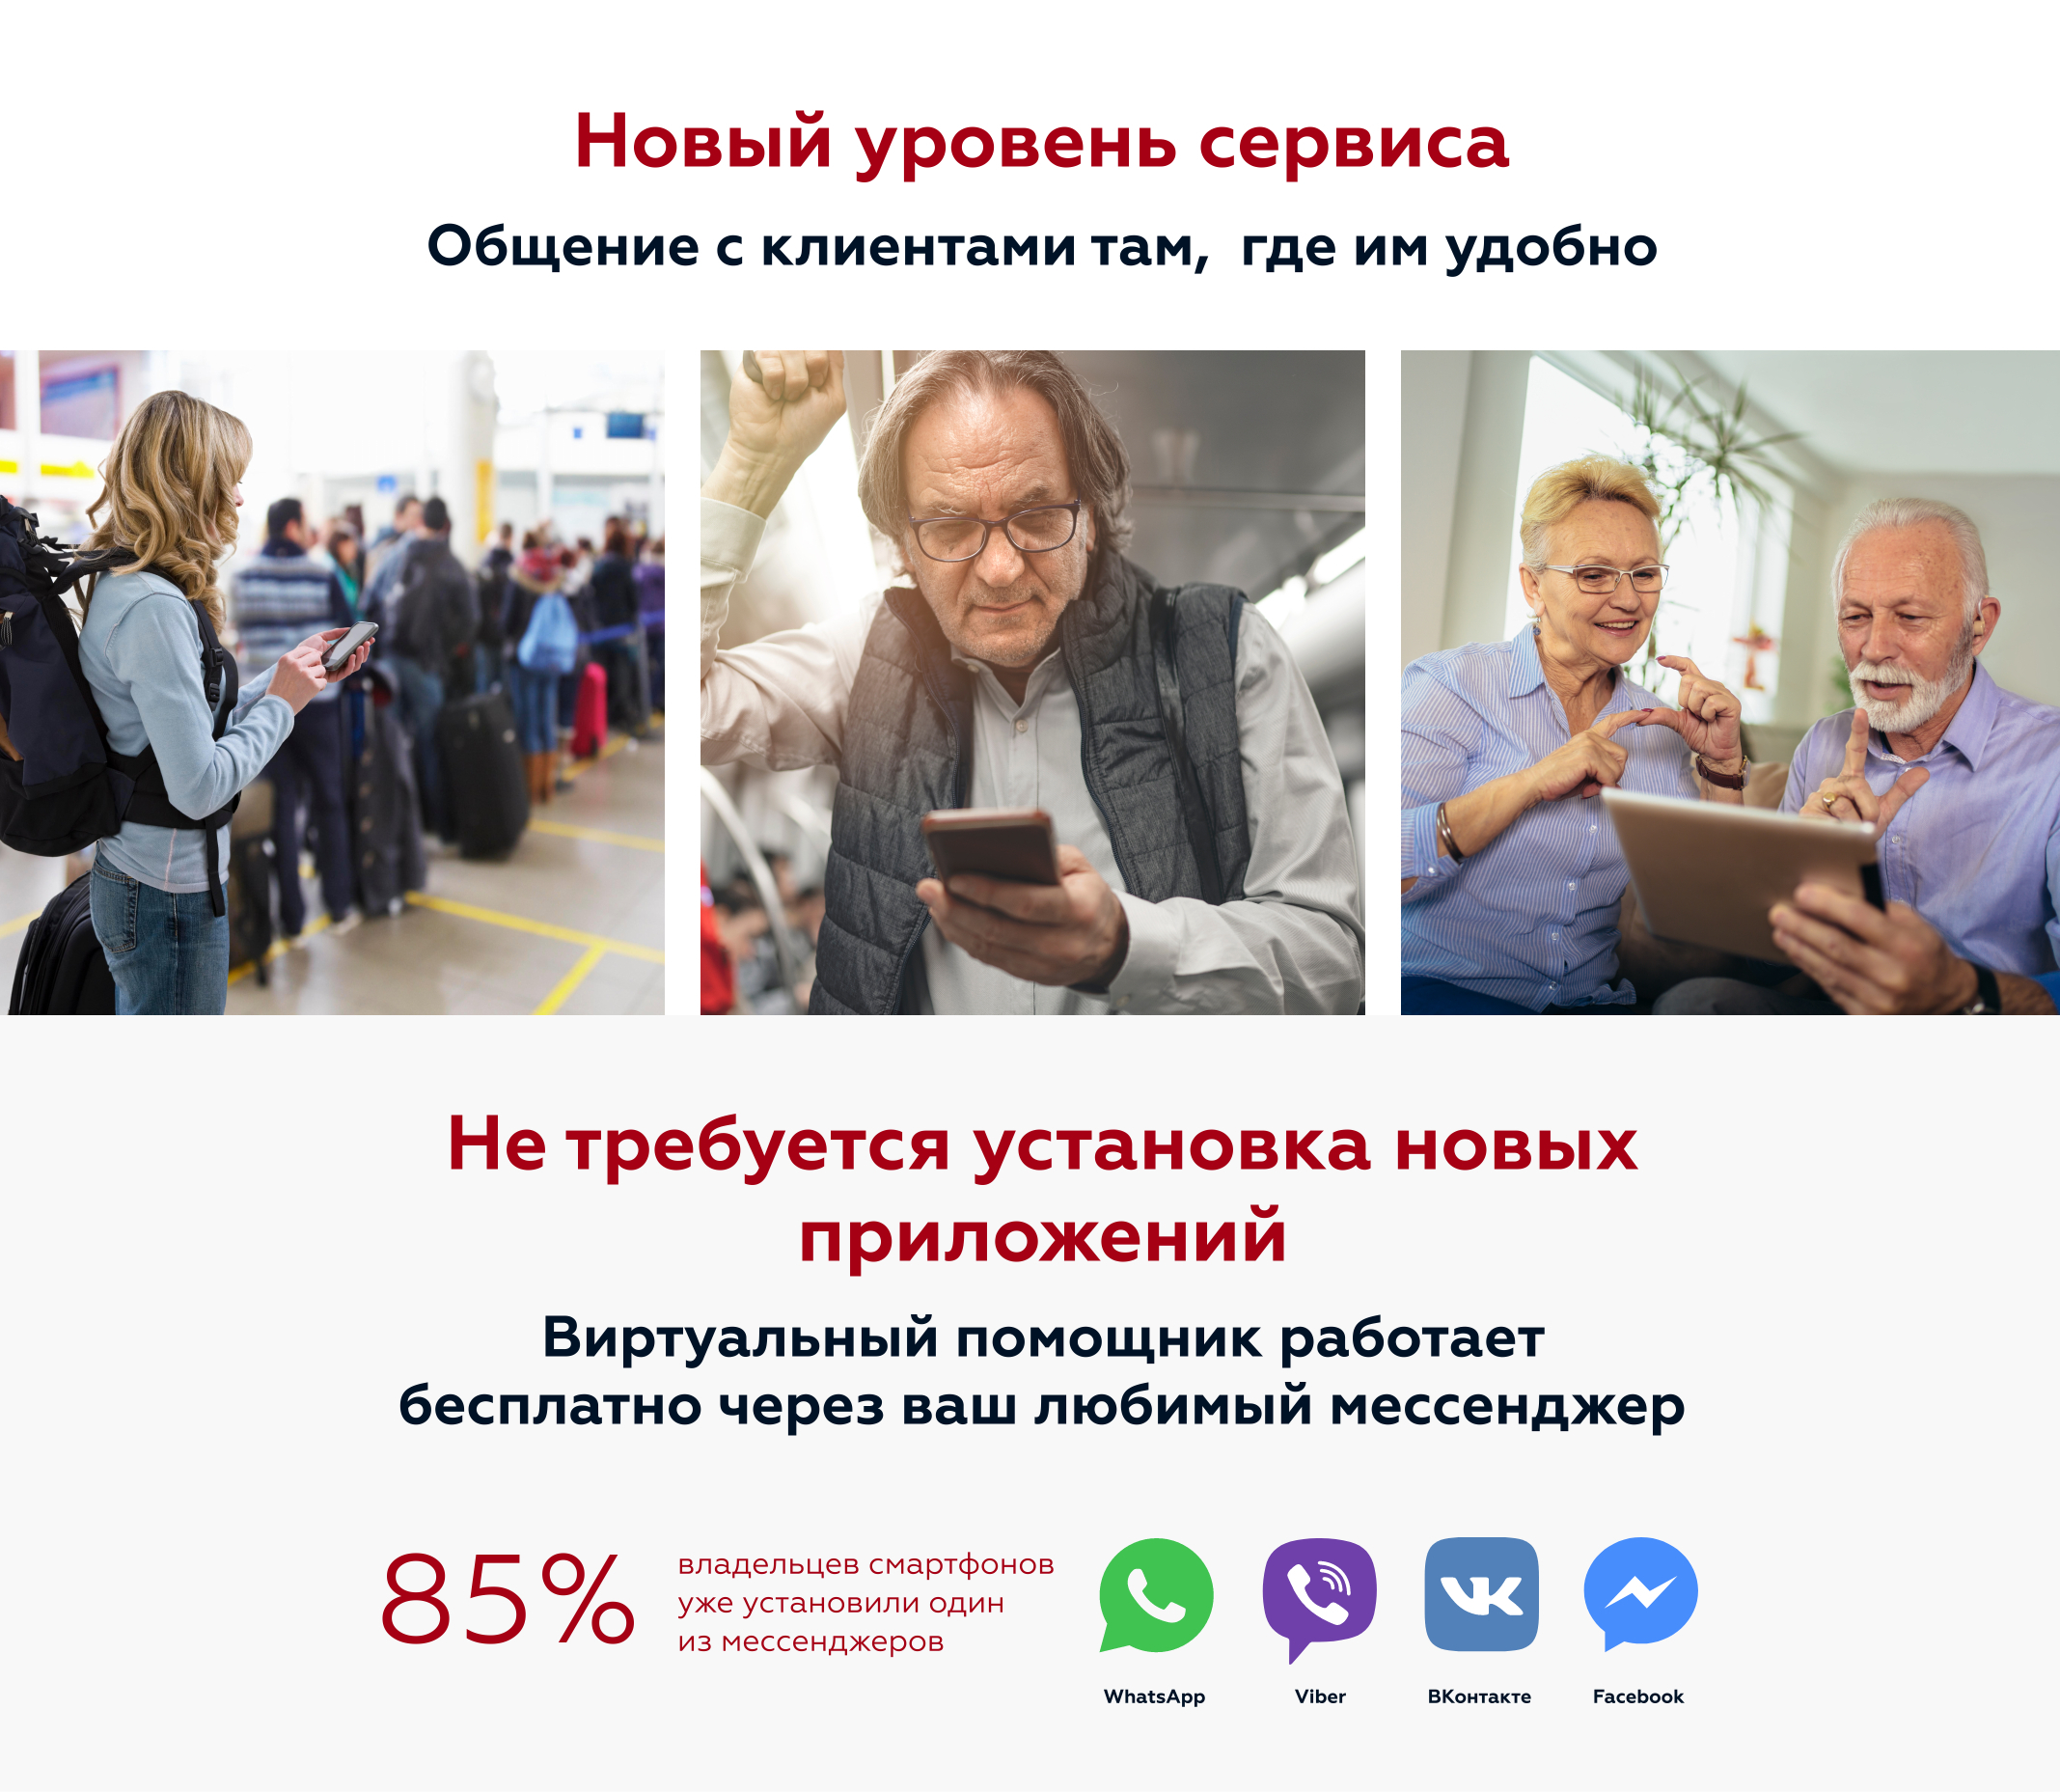 Новый уровень сервиса
Общение с клиентами там,  где им удобно
Не требуется установка новых
приложений
Виртуальный помощник работает
бесплатно через ваш любимый мессенджер
85%
владельцев смартфонов
уже установили один
из мессенджеров
WhatsApp
Viber
ВКонтакте
Facebook